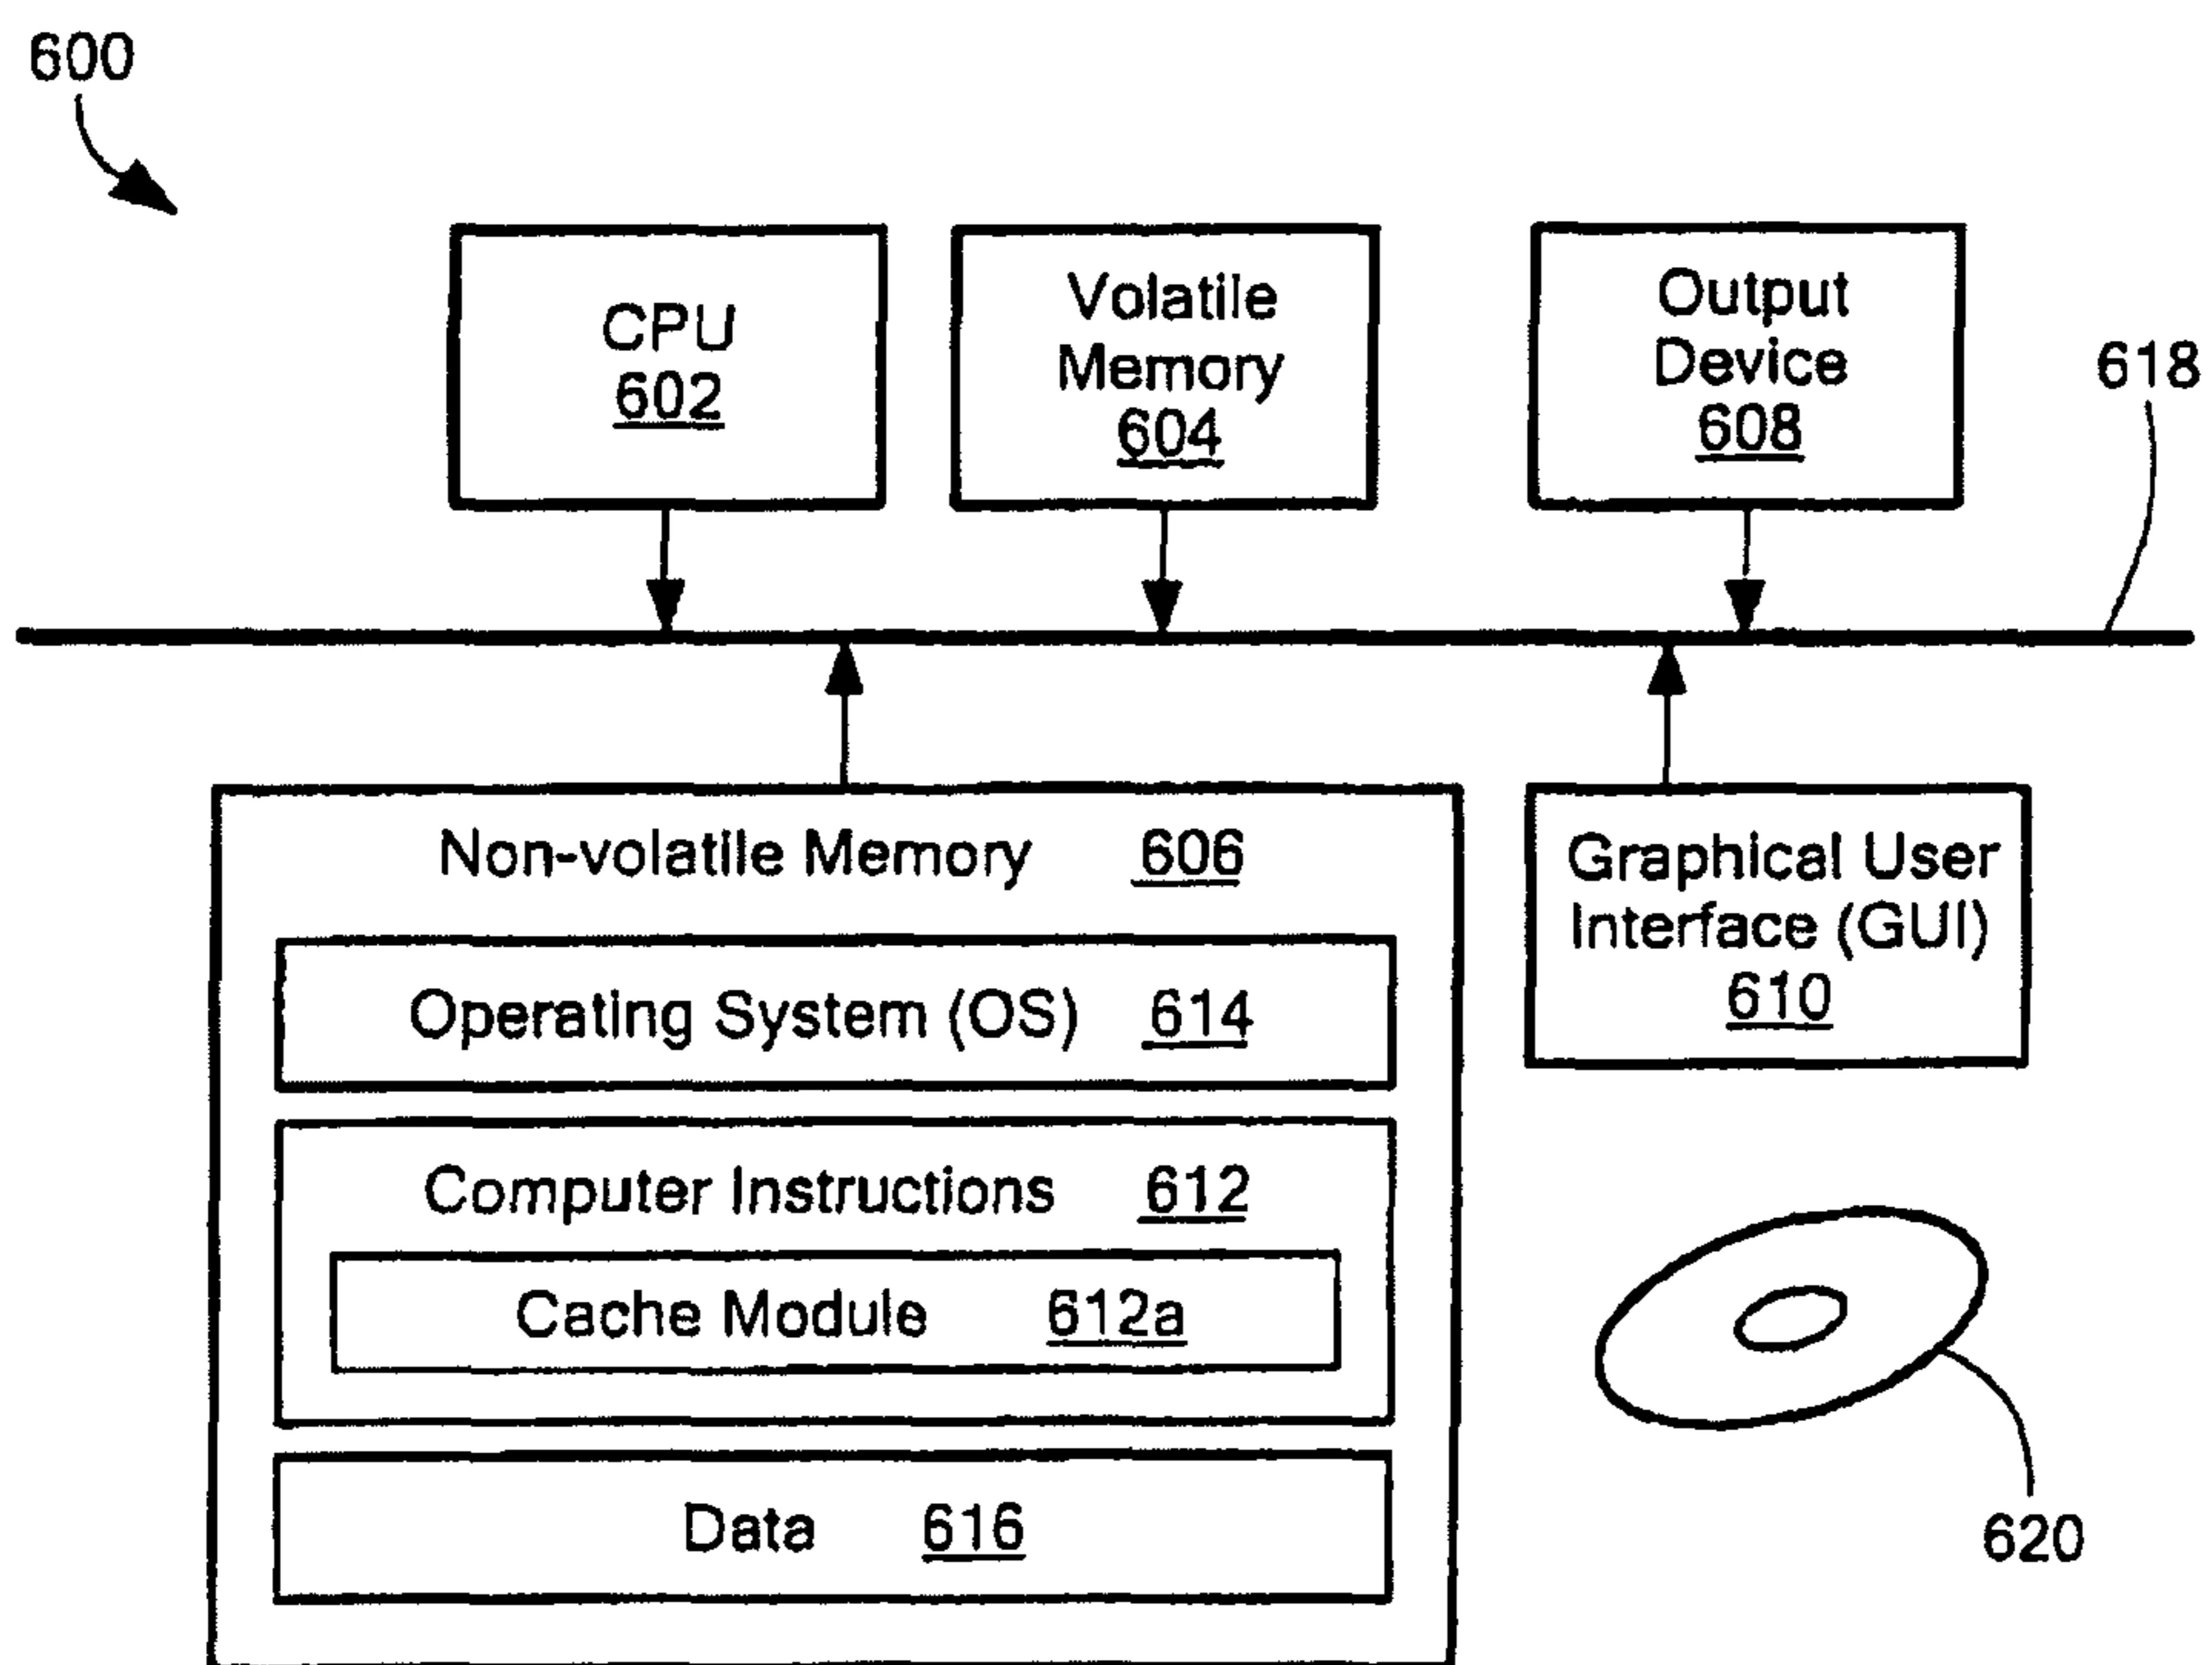 600
CPU
602
Volatile
Memory
604
Output
Device
608
618
Non-volatile Memory 606
Operating System (OS) 614
Computer Instructions 612
Cache Module 612a
Data 616
Graphical User
Interface (GUI)
610
620